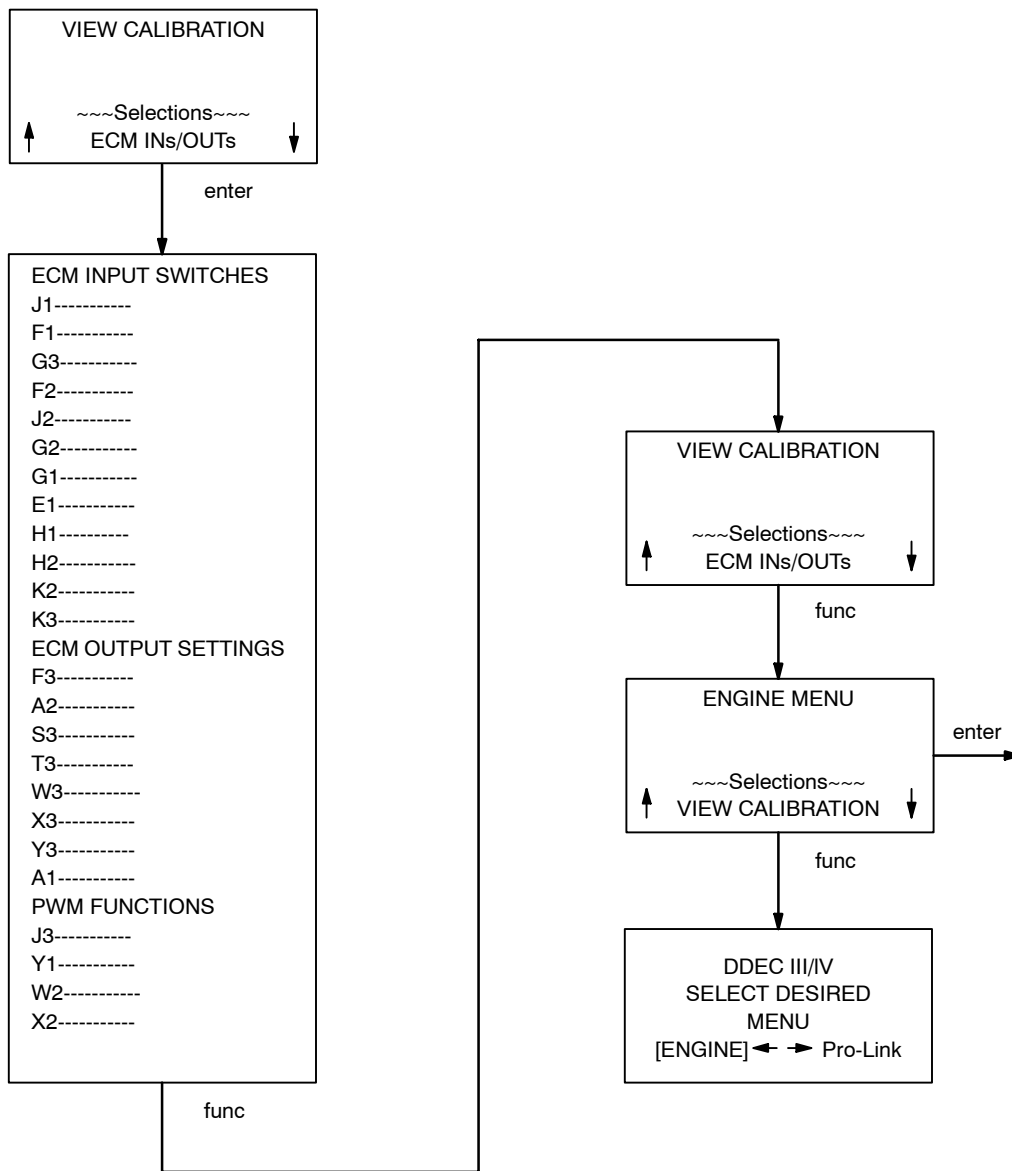 VIEW CALIBRATION
~~~Selections~~~
ECM INs/OUTs
enter
ECM INPUT SWITCHES
J1-----------
F1-----------
G3-----------
F2-----------
J2-----------
G2-----------
G1-----------
E1-----------
H1----------
H2-----------
K2-----------
K3-----------
ECM OUTPUT SETTINGS
F3-----------
A2-----------
S3-----------
T3-----------
W3-----------
X3-----------
Y3-----------
A1-----------
PWM FUNCTIONS
J3-----------
Y1-----------
W2-----------
X2-----------
func
VIEW CALIBRATION
~~~Selections~~~
ECM INs/OUTs
func
ENGINE MENU
~~~Selections~~~
VIEW CALIBRATION
enter
func
DDEC III/IV
SELECT DESIRED
MENU
[ENGINE] Pro-Link